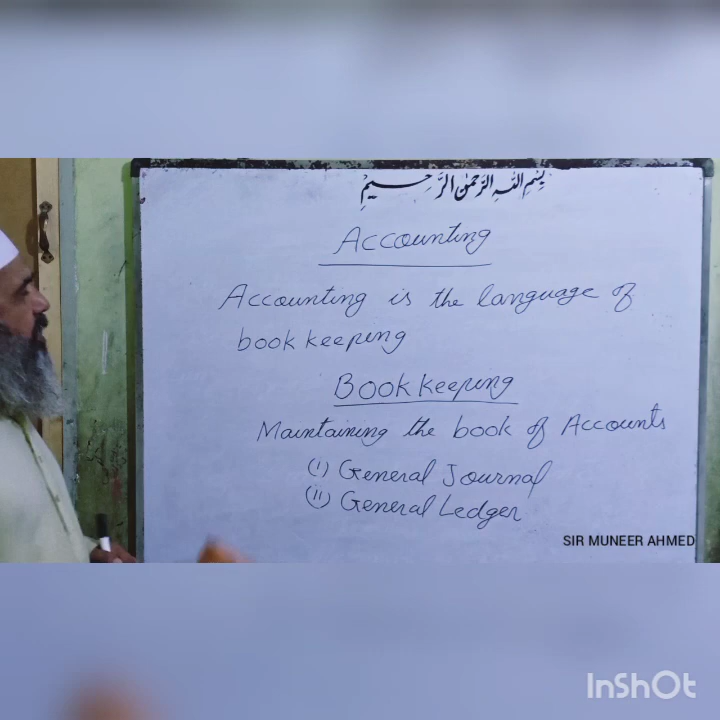 بِسْمِ اللهِ الرَّحْمٰنِ الرَّحِيْمِ
Accounting
Accounting is the language of
book keeping
Book keeping
Maintaining the book of Accounts
(i) General Journal
(ii) General Ledger
SIR MUNEER AHMED
InShOt